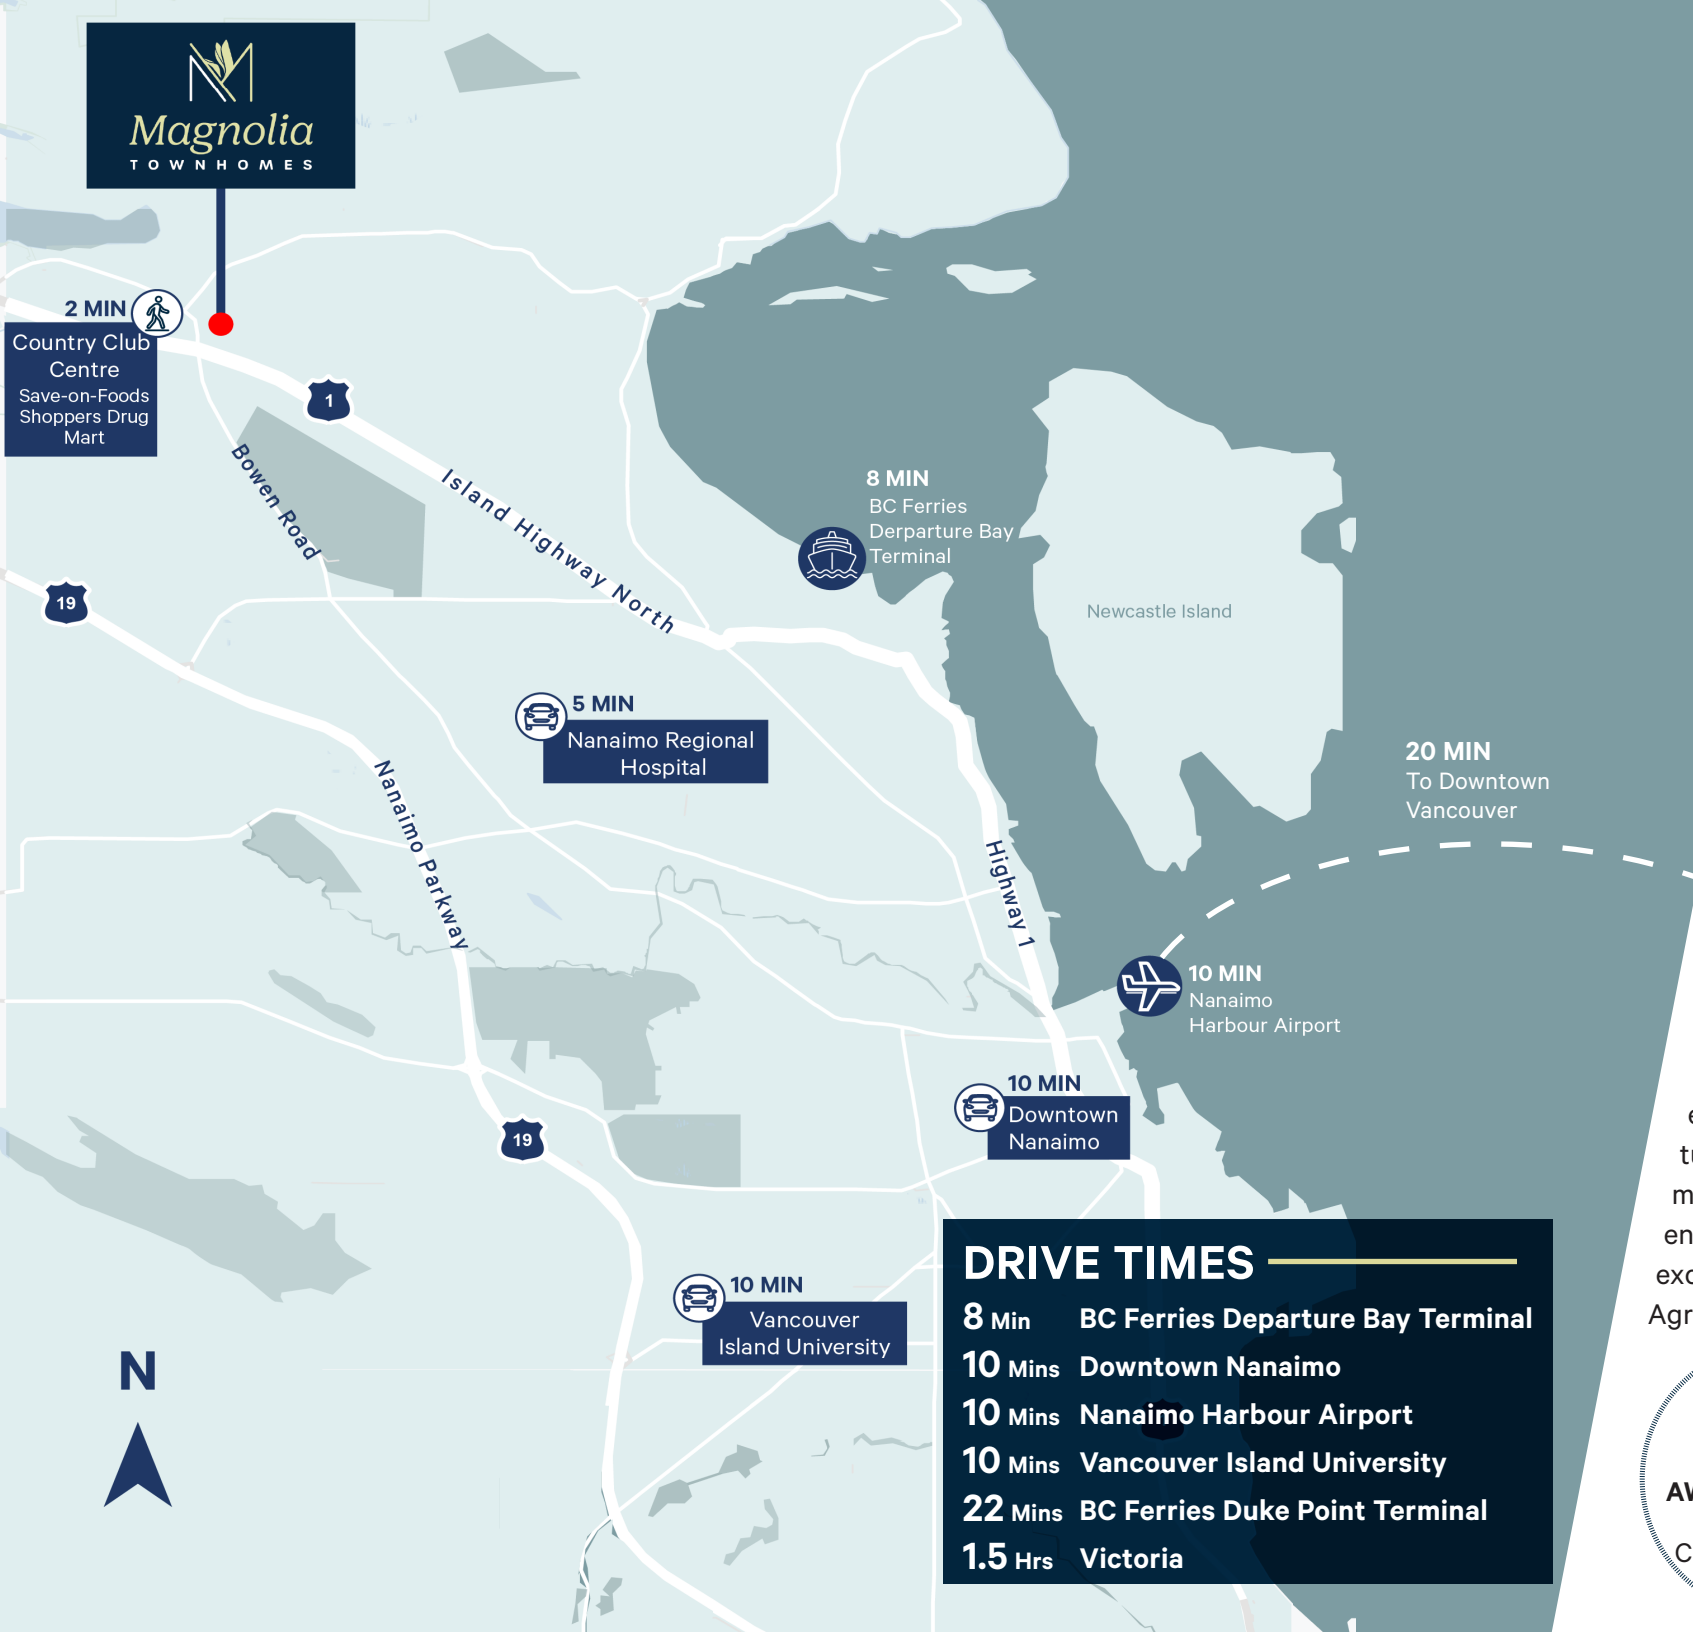 Magnolia
TOWNHOMES
2 MIN
Country Club
Centre
Save-on-Foods
Shoppers Drug
Mart
1
Bowen Road
Island Highway North
19
8 MIN
BC Ferries
Derparture Bay
Terminal
Newcastle Island
5 MIN
Nanaimo Regional
Hospital
Nanaimo Parkway
20 MIN
To Downtown
Vancouver
Highway 1
10 MIN
Nanaimo
Harbour Airport
10 MIN
Downtown
Nanaimo
19
10 MIN
Vancouver
Island University
N
DRIVE TIMES
8 Min BC Ferries Departure Bay Terminal
10 Mins Downtown Nanaimo
10 Mins Nanaimo Harbour Airport
10 Mins Vancouver Island University
22 Mins BC Ferries Duke Point Terminal
1.5 Hrs Victoria